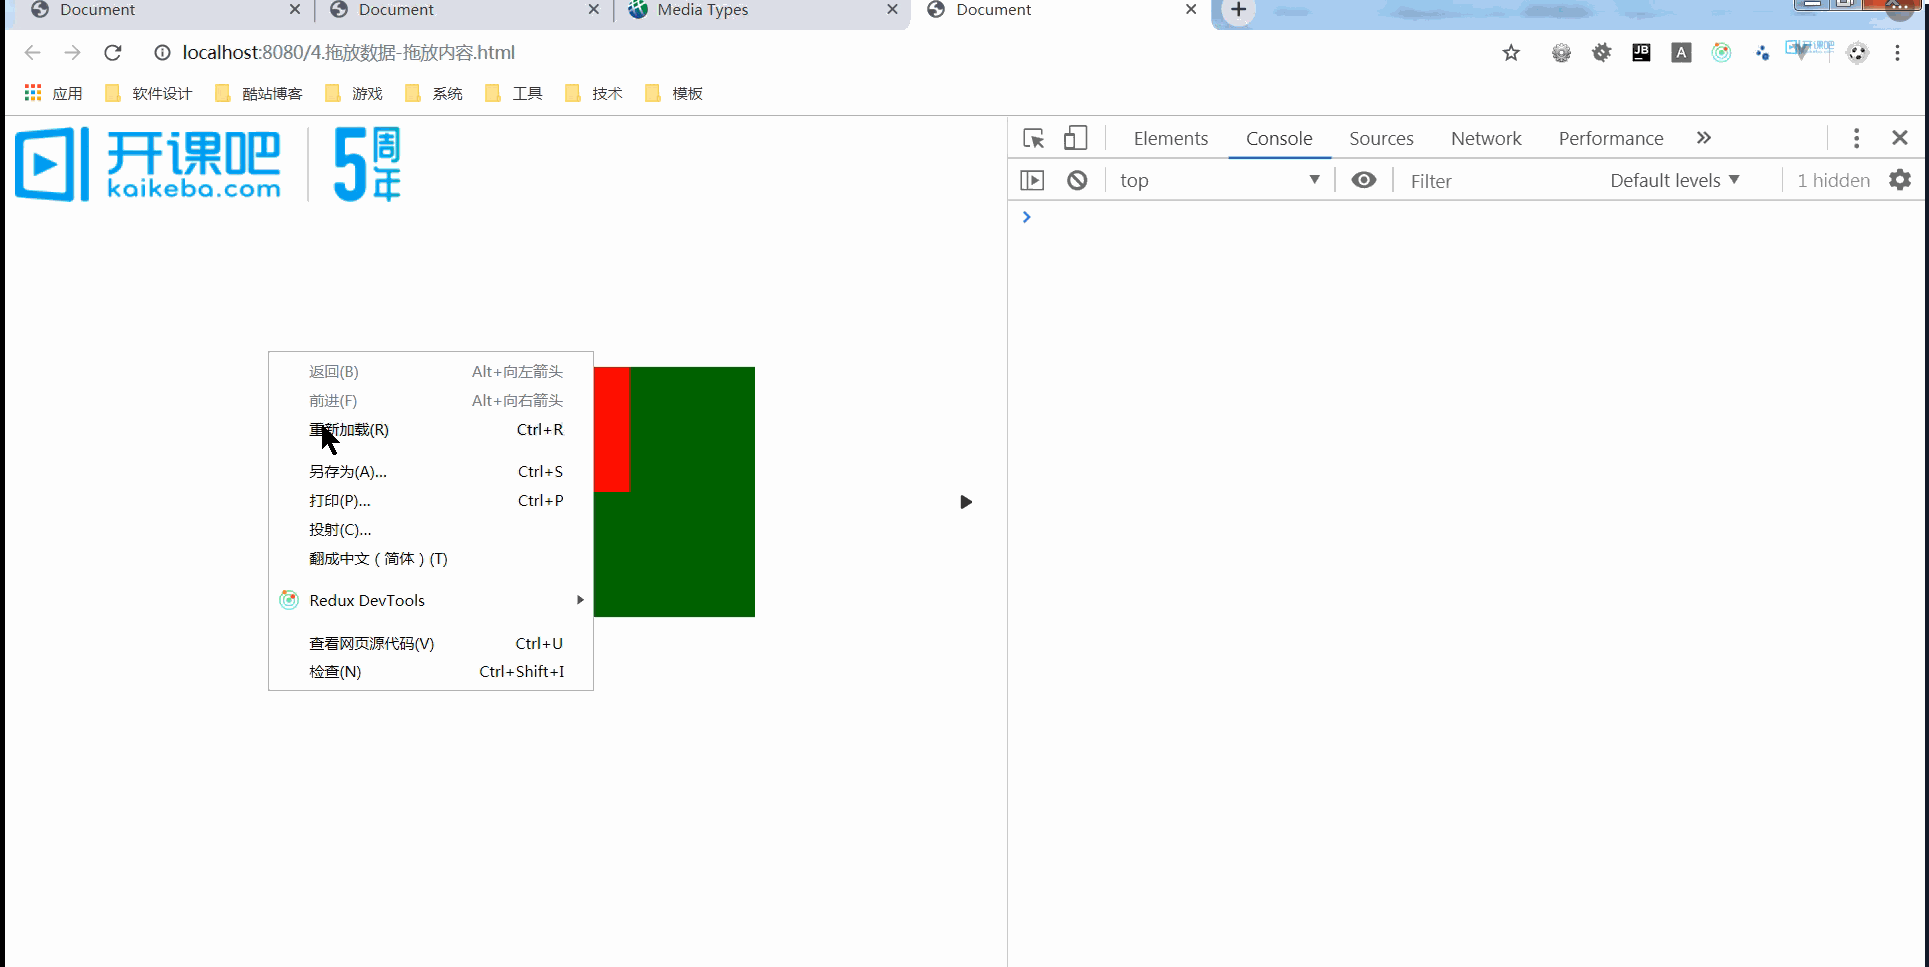 Document
Document
Media Types
Document
localhost:8080/4.拖放数据-拖放内容.html
应用 软件设计 酷站博客 游戏 系统 工具 技术 模板
开课吧
kaikeba.com
5周年
Elements Console Sources Network Performance
top Filter Default levels 1 hidden
返回(B) Alt+向左箭头
前进(F) Alt+向右箭头
重新加载(R) Ctrl+R
另存为(A)... Ctrl+S
打印(P)... Ctrl+P
投射(C)...
翻成中文（简体）(T)
Redux DevTools
查看网页源代码(V) Ctrl+U
检查(N) Ctrl+Shift+I